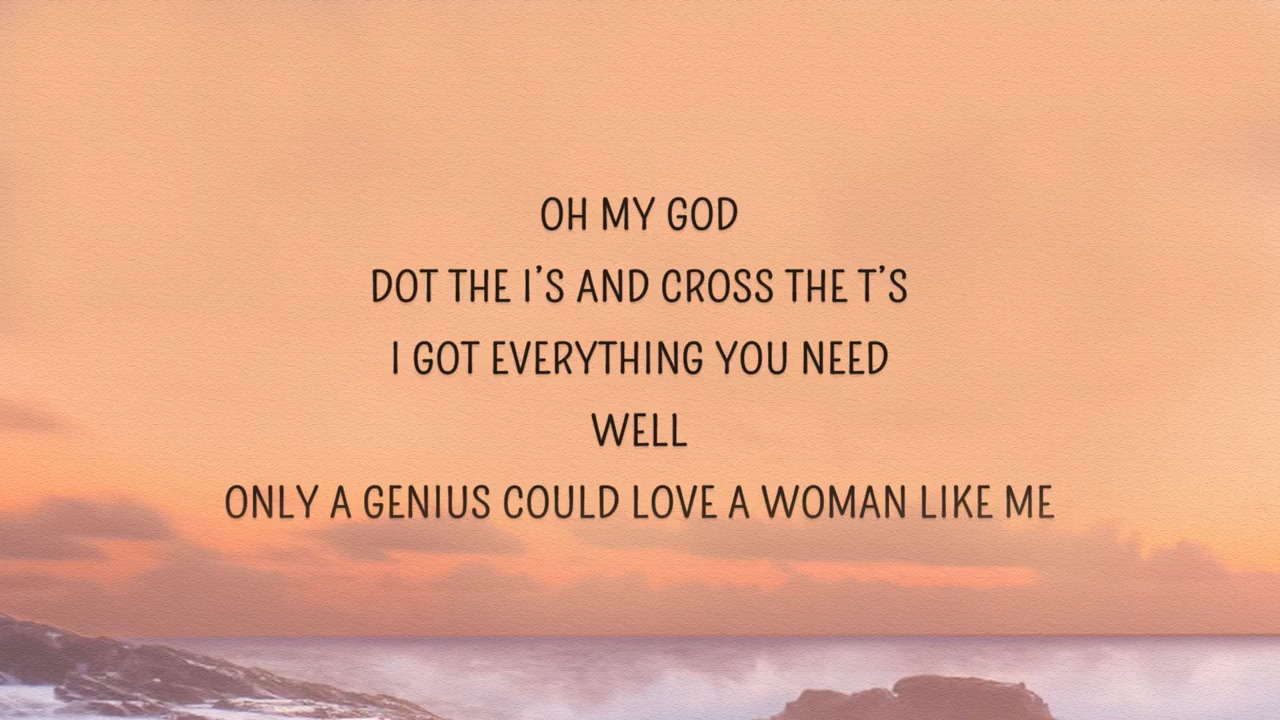 OH MY GOD
DOT THE I’S AND CROSS THE T’S
I GOT EVERYTHING YOU NEED
WELL
ONLY A GENIUS COULD LOVE A WOMAN LIKE ME